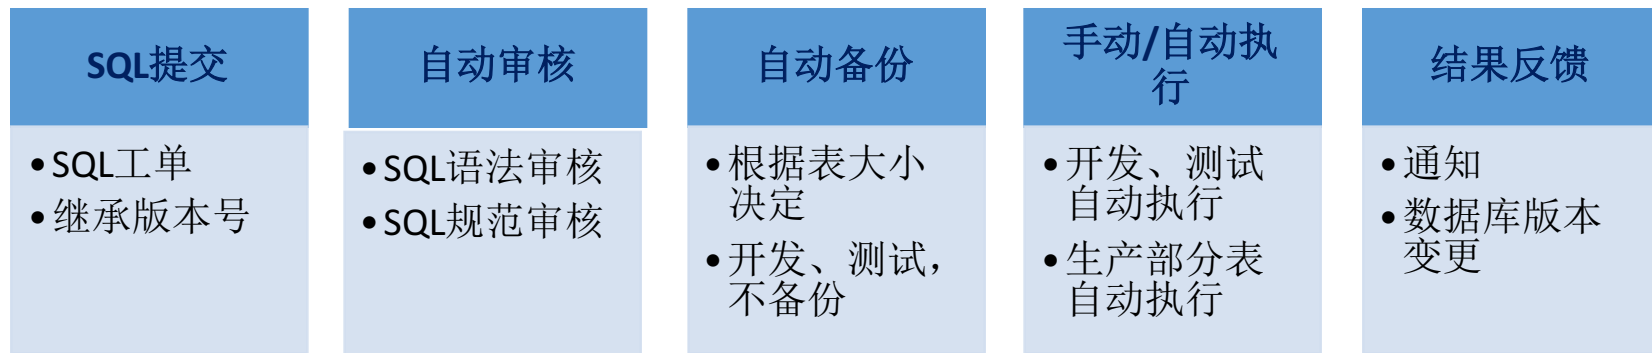 SQL提交
•SQL工单
•继承版本号
自动审核
•SQL语法审核
•SQL规范审核
自动备份
•根据表大小
决定
•开发、测试，
不备份
手动/自动执
行
•开发、测试
自动执行
•生产部分表
自动执行
结果反馈
•通知
•数据库版本
变更